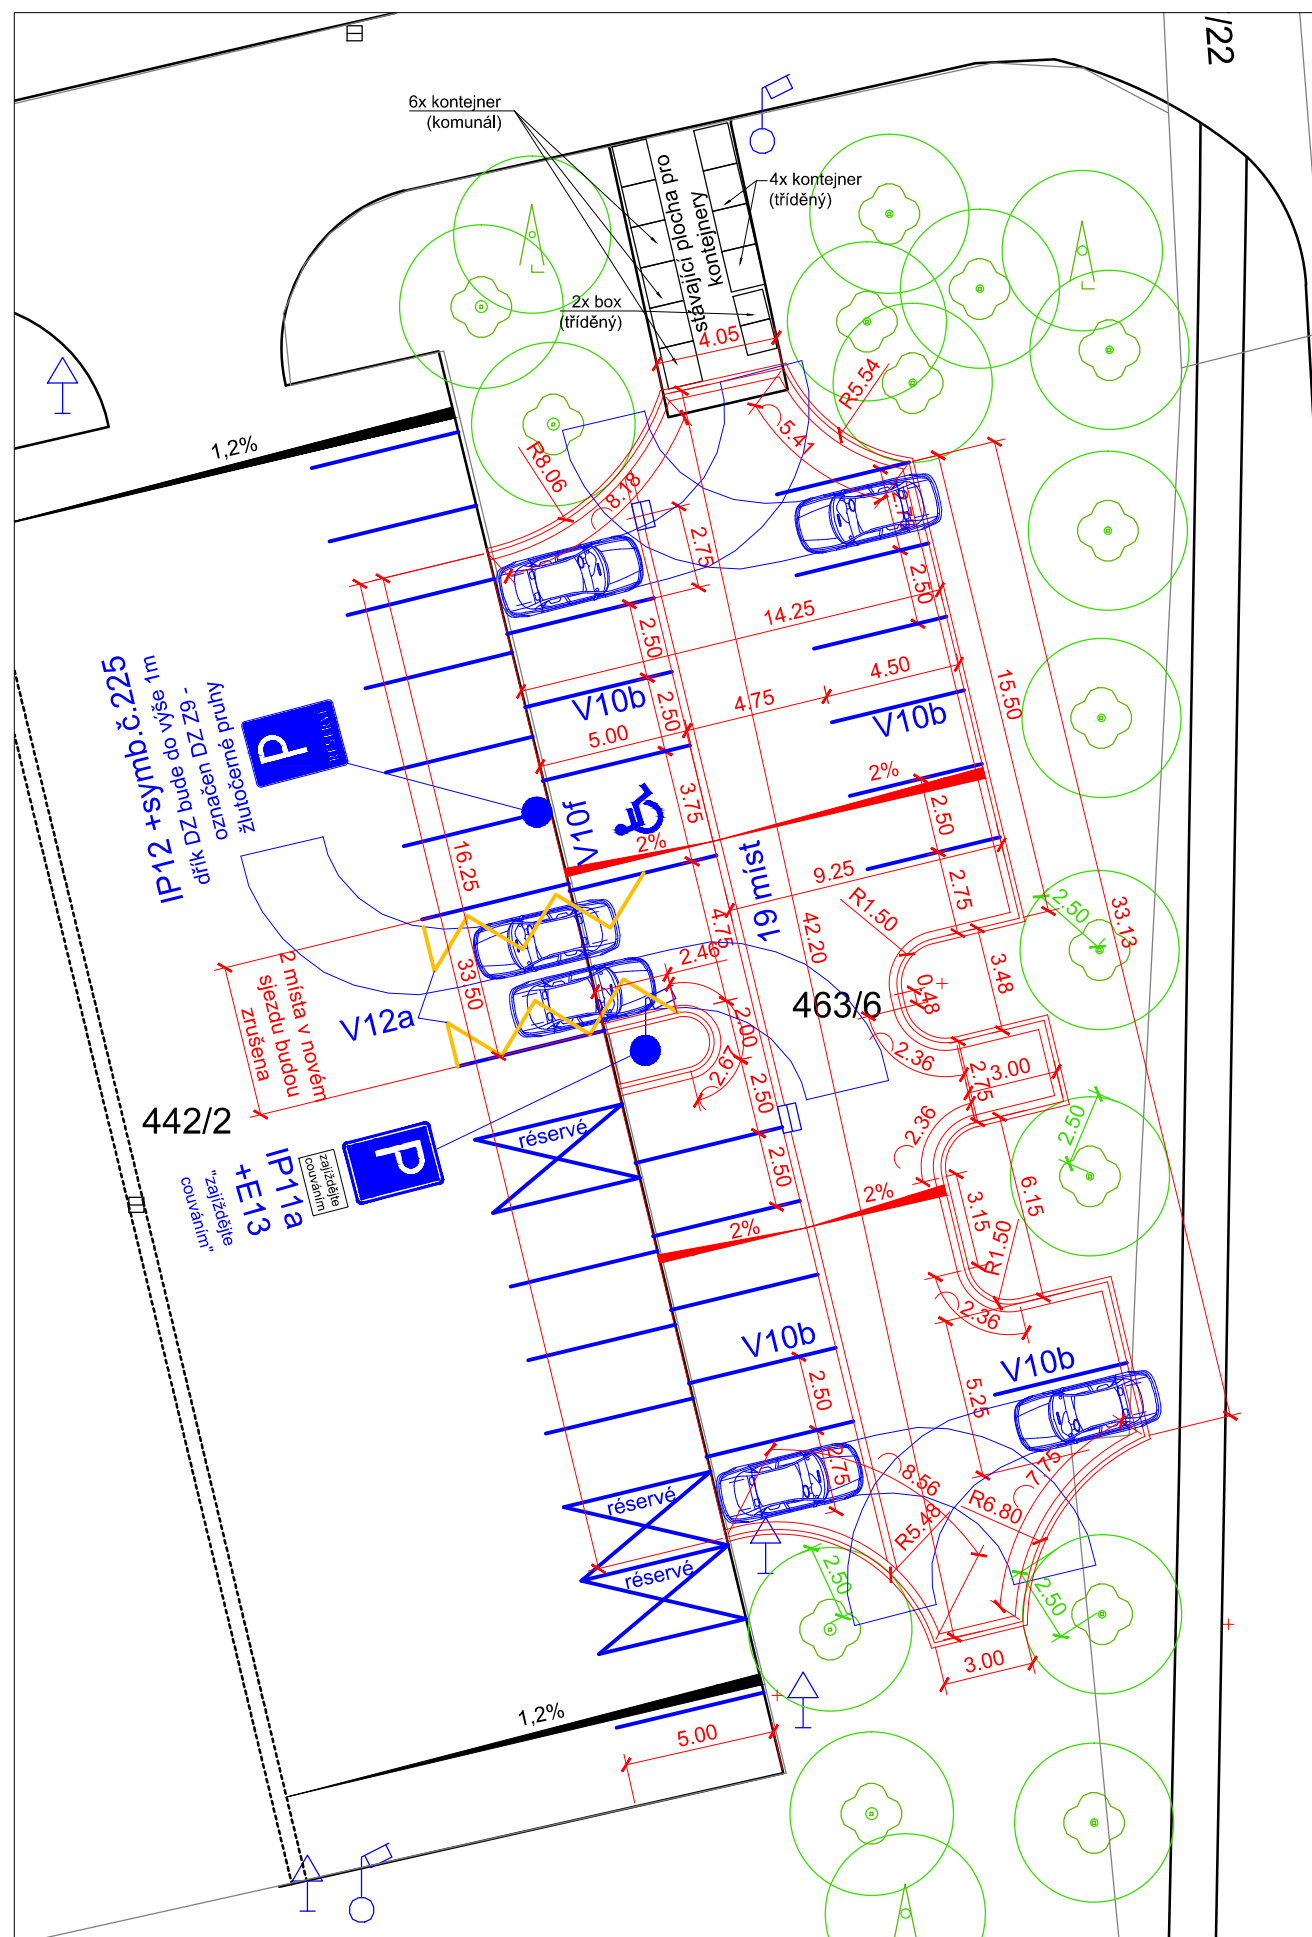 /22
6x kontejner
(komunál)
stávající plocha pro
kontejnery
4x kontejner
(tříděný)
2x box
(tříděný)
4.05
R5.54
5.41
1,2%
R8.06
8.18
2.75
2.50
14.25
2.50
2.50
4.50
4.75
15.50
V10b
V10b
5.00
IP12 +symb.č.225
dřík DZ bude do výše 1m
označen DZ Z9 -
žlutočerné pruhy
P
3.75
2%
V10f
2%
2.50
19 míst
9.25
2.75
16.25
R1.50
2.50
33.13
4.75
42.20
3.48
2.46
33.50
2 místa v novém
sjezdu budou
zrušena
V12a
463/6
0.48
2.00
2.36
2.67
3.00
2.75
2.50
442/2
réservé
2.36
2.50
P
zajíždějte
couváním
IP11a
+E13
"zajíždějte
couváním"
2.50
2%
2%
3.15
6.15
R1.50
2.36
V10b
V10b
2.50
5.25
2.75
8.56
7.75
réservé
R5.48
R6.80
réservé
2.50
2.50
3.00
1,2%
5.00